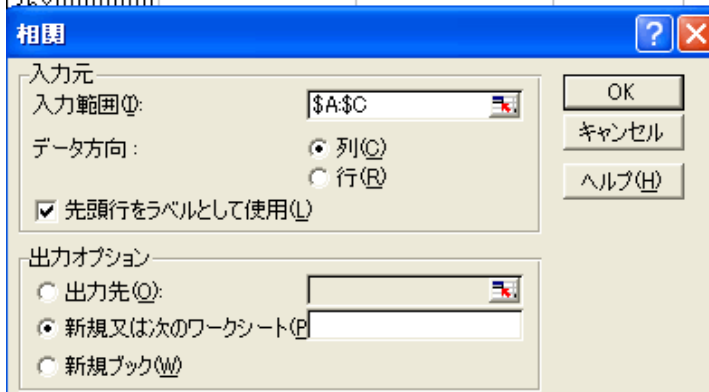 相関
入力元
入力範囲(I):
$A:$C
OK
キャンセル
データ方向 :
列(C)
行(R)
ヘルプ(H)
先頭行をラベルとして使用(L)
出力オプション
出力先(O):
新規又は次のワークシート(P
新規ブック(W)